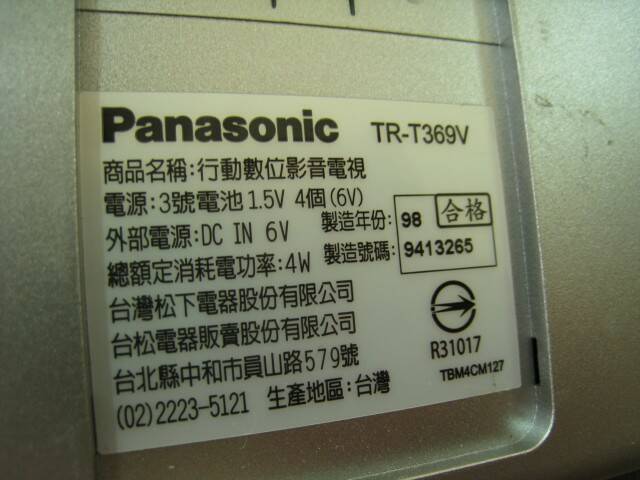 Panasonic TR-T369V
商品名稱:行動數位影音電視
電源:3號電池1.5V 4個(6V)
外部電源:DC IN 6V
製造年份: 98 合格
製造號碼: 9413265
總額定消耗電功率:4W
台灣松下電器股份有限公司
台松電器販賣股份有限公司
台北縣中和市員山路579號
(02)2223-5121 生產地區:台灣
R31017
TBM4CM127